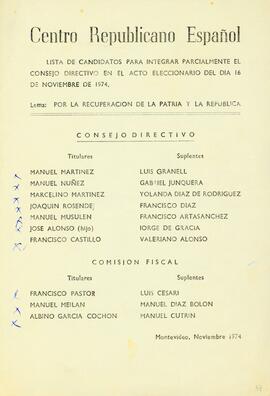 Centro Republicano Español
LISTA DE CANDIDATOS PARA INTEGRAR PARCIALMENTE EL
CONSEJO DIRECTIVO EN EL ACTO ELECCIONARIO DEL DIA 16
DE NOVIEMBRE DE 1974.
Lema: POR LA RECUPERACION DE LA PATRIA Y LA REPUBLICA
CONSEJO DIRECTIVO
Titulares Suplentes
MANUEL MARTINEZ LUIS GRANELL
MANUEL NUÑEZ GABRIEL JUNQUERA
MARCELINO MARTINEZ YOLANDA DIAZ DE RODRIGUEZ
JOAQUIN ROSENDEJ FRANCISCO DIAZ
MANUEL MUSULEN FRANCISCO ARTASANCHEZ
JOSE ALONSO (hijo) JORGE DE GRACIA
FRANCISCO CASTILLO VALERIANO ALONSO
COMISION FISCAL
Titulares Suplentes
FRANCISCO PASTOR LUIS CESARI
MANUEL MEILAN MANUEL DIAZ BOLON
ALBINO GARCIA COCHON MANUEL CUTRIN
Montevideo, Noviembre 1974